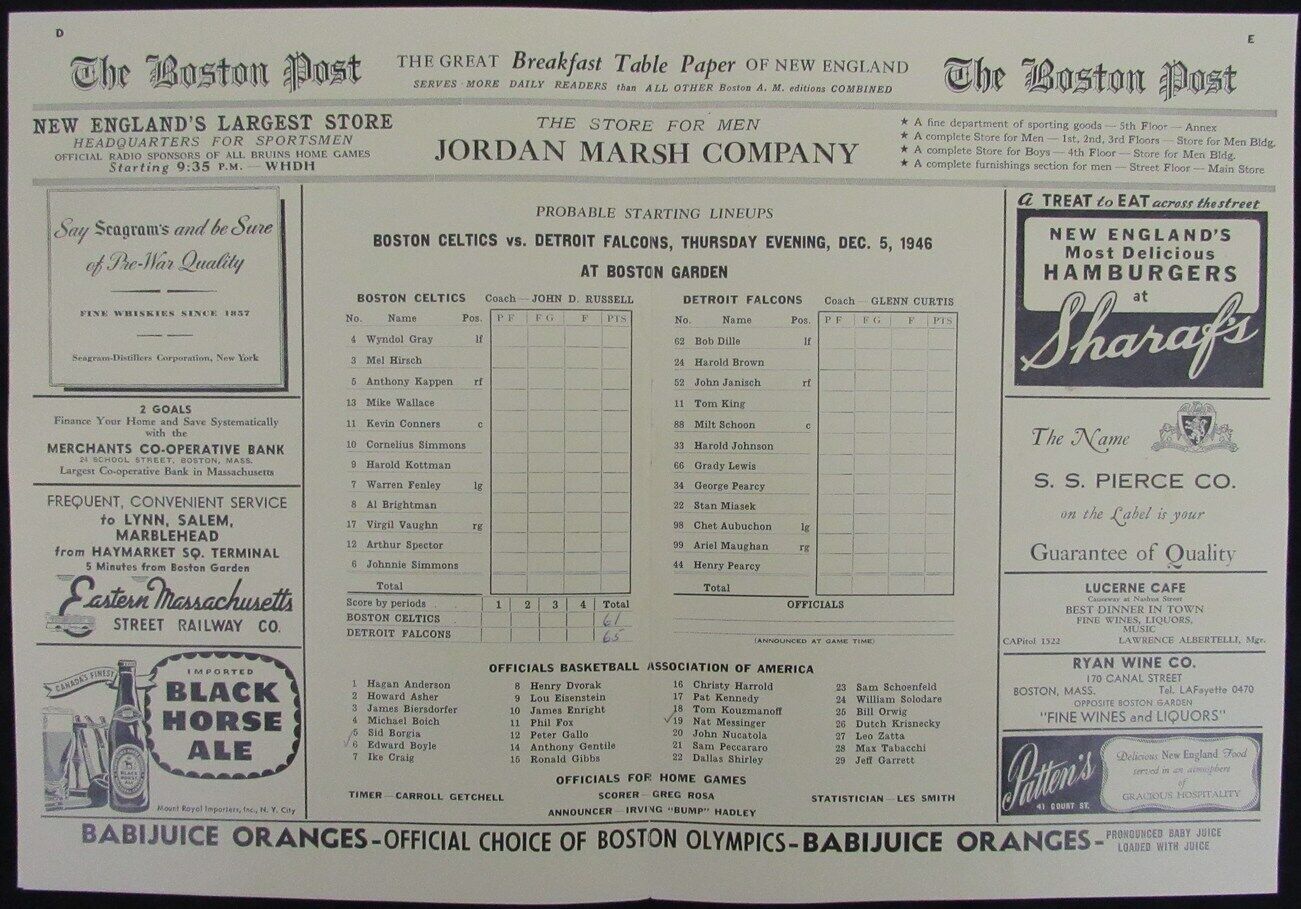 D
E
The Boston Post
THE GREAT Breakfast Table Paper OF NEW ENGLAND
SERVES MORE DAILY READERS than ALL OTHER Boston A. M. editions COMBINED
The Boston Post
NEW ENGLAND'S LARGEST STORE
HEADQUARTERS FOR SPORTSMEN
OFFICIAL RADIO SPONSORS OF ALL BRUINS HOME GAMES
Starting 9:35 P.M. — WHDH
THE STORE FOR MEN
JORDAN MARSH COMPANY
★ A fine department of sporting goods — 5th Floor — Annex
★ A complete Store for Men — 1st, 2nd, 3rd Floors — Store for Men Bldg.
★ A complete Store for Boys — 4th Floor — Store for Men Bldg.
★ A complete furnishings section for men — Street Floor — Main Store
Say Seagram's and be Sure
of Pre-War Quality
FINE WHISKIES SINCE 1857
Seagram-Distillers Corporation, New York
2 GOALS
Finance Your Home and Save Systematically
with the
MERCHANTS CO-OPERATIVE BANK
24 SCHOOL STREET, BOSTON, MASS.
Largest Co-operative Bank in Massachusetts
FREQUENT, CONVENIENT SERVICE
to LYNN, SALEM,
MARBLEHEAD
from HAYMARKET SQ. TERMINAL
5 Minutes from Boston Garden
Eastern Massachusetts
STREET RAILWAY CO.
CANADA'S FINEST
IMPORTED
BLACK
HORSE
ALE
BLACK HORSE ALE
Mount Royal Importers, Inc., N. Y. City
PROBABLE STARTING LINEUPS
BOSTON CELTICS vs. DETROIT FALCONS, THURSDAY EVENING, DEC. 5, 1946
AT BOSTON GARDEN
BOSTON CELTICS Coach — JOHN D. RUSSELL
No. Name Pos. P F F G F PTS
4 Wyndol Gray lf
3 Mel Hirsch
5 Anthony Kappen rf
13 Mike Wallace
11 Kevin Conners c
10 Cornelius Simmons
9 Harold Kottman
7 Warren Fenley lg
8 Al Brightman
17 Virgil Vaughn rg
12 Arthur Spector
6 Johnnie Simmons
Total
Score by periods 1 2 3 4 Total
BOSTON CELTICS 61
DETROIT FALCONS 65
DETROIT FALCONS Coach — GLENN CURTIS
No. Name Pos. P F F G F PTS
62 Bob Dille lf
24 Harold Brown
52 John Janisch rf
11 Tom King
88 Milt Schoon c
33 Harold Johnson
66 Grady Lewis
34 George Pearcy
22 Stan Miasek
98 Chet Aubuchon lg
99 Ariel Maughan rg
44 Henry Pearcy
Total
OFFICIALS
(ANNOUNCED AT GAME TIME)
OFFICIALS BASKETBALL ASSOCIATION OF AMERICA
1 Hagan Anderson
2 Howard Asher
3 James Biersdorfer
4 Michael Boich
5 Sid Borgia
✓ 6 Edward Boyle
7 Ike Craig
8 Henry Dvorak
9 Lou Eisenstein
10 James Enright
11 Phil Fox
12 Peter Gallo
14 Anthony Gentile
15 Ronald Gibbs
16 Christy Harrold
17 Pat Kennedy
18 Tom Kouzmanoff
✓ 19 Nat Messinger
20 John Nucatola
21 Sam Peccararo
22 Dallas Shirley
23 Sam Schoenfeld
24 William Solodare
25 Bill Orwig
26 Dutch Krisnecky
27 Leo Zatta
28 Max Tabacchi
29 Jeff Garrett
OFFICIALS FOR HOME GAMES
TIMER — CARROLL GETCHELL
SCORER — GREG ROSA
STATISTICIAN — LES SMITH
ANNOUNCER — IRVING "BUMP" HADLEY
A TREAT to EAT across the street
NEW ENGLAND'S
Most Delicious
HAMBURGERS
at
Sharaf's
The Name
S. S. PIERCE CO.
on the Label is your
Guarantee of Quality
LUCERNE CAFE
Causeway at Nashua Street
BEST DINNER IN TOWN
FINE WINES, LIQUORS,
MUSIC
CAPitol 1522 LAWRENCE ALBERTELLI, Mgr.
RYAN WINE CO.
170 CANAL STREET
BOSTON, MASS. Tel. LAFayette 0470
OPPOSITE BOSTON GARDEN
"FINE WINES and LIQUORS"
Patten's
41 COURT ST.
Delicious New England Food
served in an atmosphere
of
GRACIOUS HOSPITALITY
BABIJUICE ORANGES–OFFICIAL CHOICE OF BOSTON OLYMPICS–BABIJUICE ORANGES–
PRONOUNCED BABY JUICE
LOADED WITH JUICE